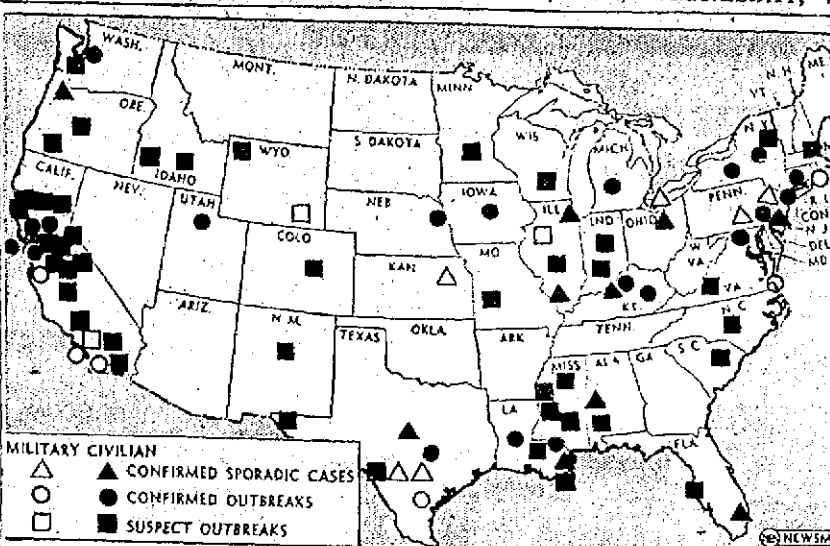 WASH.
MONT.
N. DAKOTA
MINN
ORE.
S DAKOTA
WIS
MICH
N.H
VT.
ME
N.Y
IDAHO
WYO.
CALIF.
NEV.
UTAH
NEB
IOWA
ILL
IND
OHIO
PENN.
R.I.
CON
N J
DEL
MD
COLO
KAN.
MO
W VA.
VA
KY.
N C
ARIZ.
N.M.
TEXAS
OKLA.
ARK
TENN.
S C
MISS
ALA
GA
LA
FLA
MILITARY CIVILIAN
CONFIRMED SPORADIC CASES
CONFIRMED OUTBREAKS
SUSPECT OUTBREAKS
NEWSM